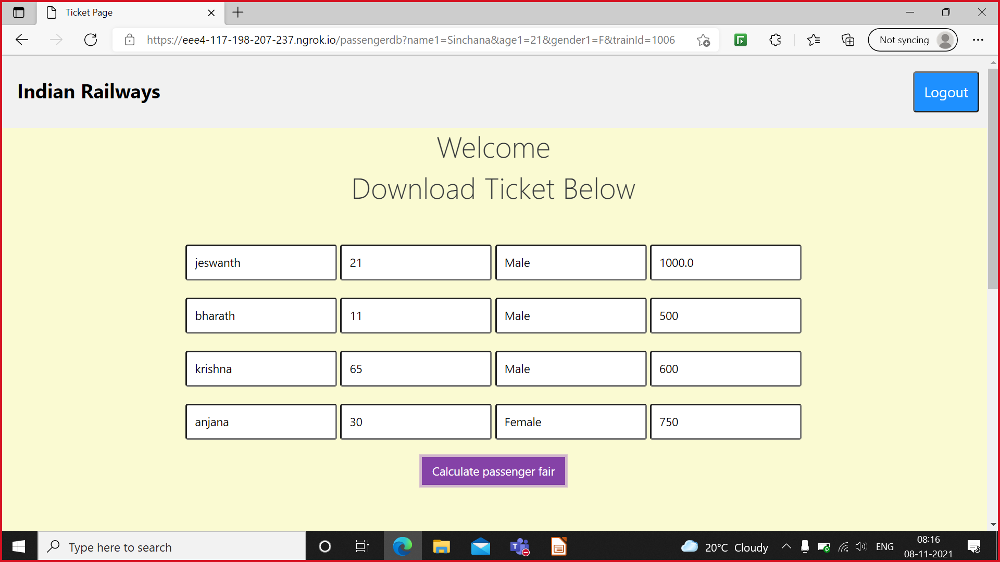 Ticket Page
https://eee4-117-198-207-237.ngrok.io/passengerdb?name1=Sinchana&age1=21&gender1=F&trainId=1006
Not syncing
Indian Railways
Logout
Welcome
Download Ticket Below
jeswanth 21 Male 1000.0
bharath 11 Male 500
krishna 65 Male 600
anjana 30 Female 750
Calculate passenger fair
Type here to search
20°C Cloudy
ENG
08:16
08-11-2021